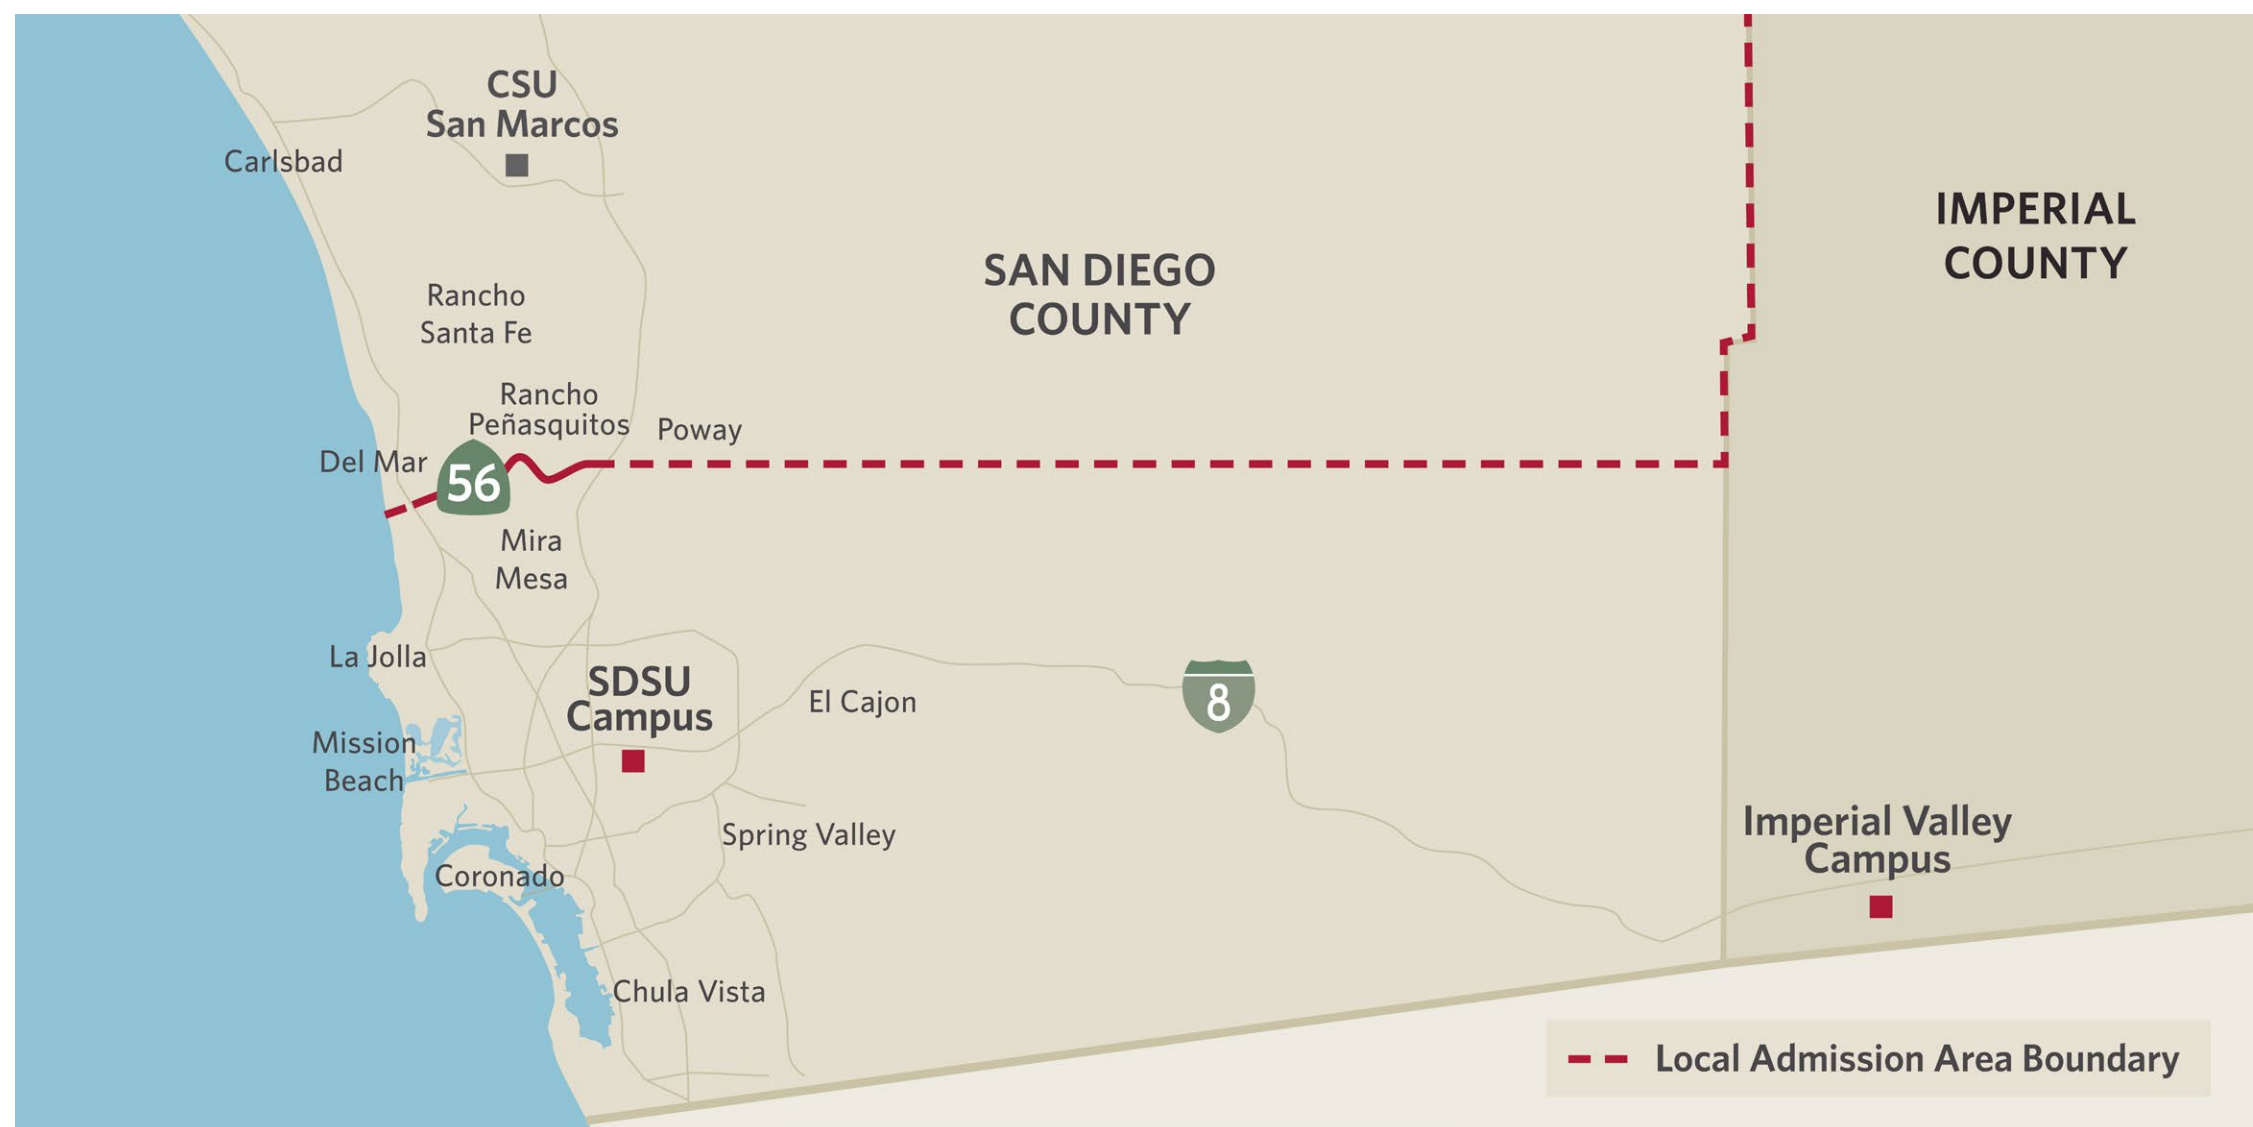 CSU
San Marcos
Carlsbad
IMPERIAL
COUNTY
SAN DIEGO
COUNTY
Rancho
Santa Fe
Rancho
Peñasquitos
Poway
Del Mar
56
Mira
Mesa
La Jolla
SDSU
Campus
El Cajon
8
Mission
Beach
Spring Valley
Imperial Valley
Campus
Coronado
Chula Vista
Local Admission Area Boundary